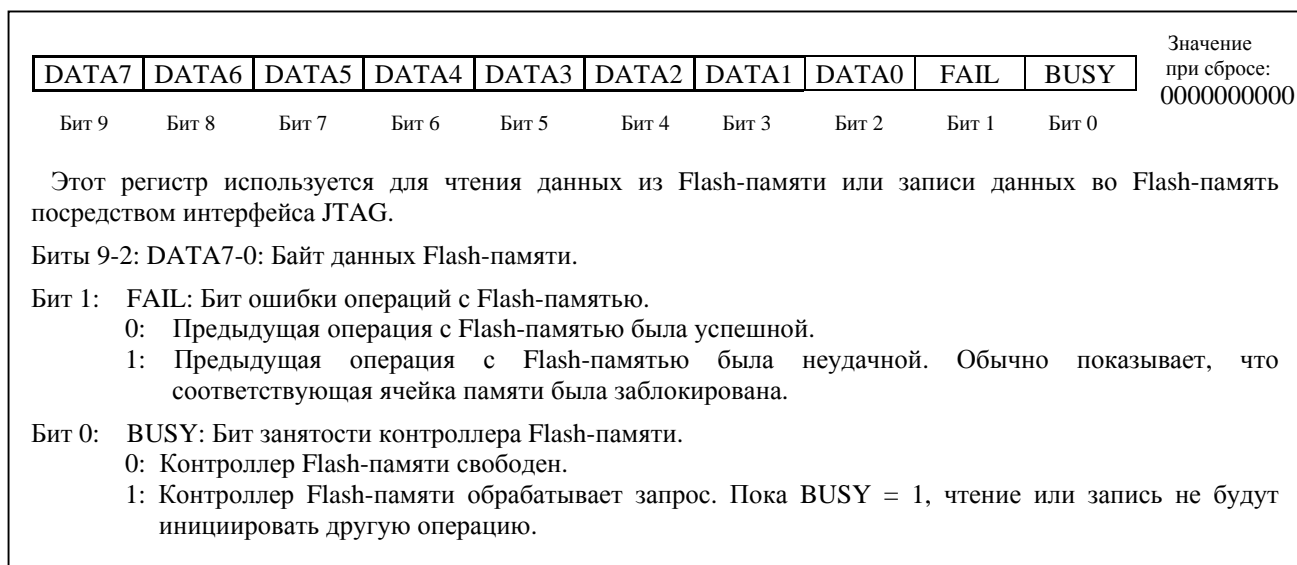 Значение
при сбросе:
DATA7 DATA6 DATA5 DATA4 DATA3 DATA2 DATA1 DATA0 FAIL BUSY
0000000000
Бит 9 Бит 8 Бит 7 Бит 6 Бит 5 Бит 4 Бит 3 Бит 2 Бит 1 Бит 0
Этот регистр используется для чтения данных из Flash-памяти или записи данных во Flash-память
посредством интерфейса JTAG.
Биты 9-2: DATA7-0: Байт данных Flash-памяти.
Бит 1: FAIL: Бит ошибки операций с Flash-памятью.
0: Предыдущая операция с Flash-памятью была успешной.
1: Предыдущая операция с Flash-памятью была неудачной. Обычно показывает, что
соответствующая ячейка памяти была заблокирована.
Бит 0: BUSY: Бит занятости контроллера Flash-памяти.
0: Контроллер Flash-памяти свободен.
1: Контроллер Flash-памяти обрабатывает запрос. Пока BUSY = 1, чтение или запись не будут
инициировать другую операцию.